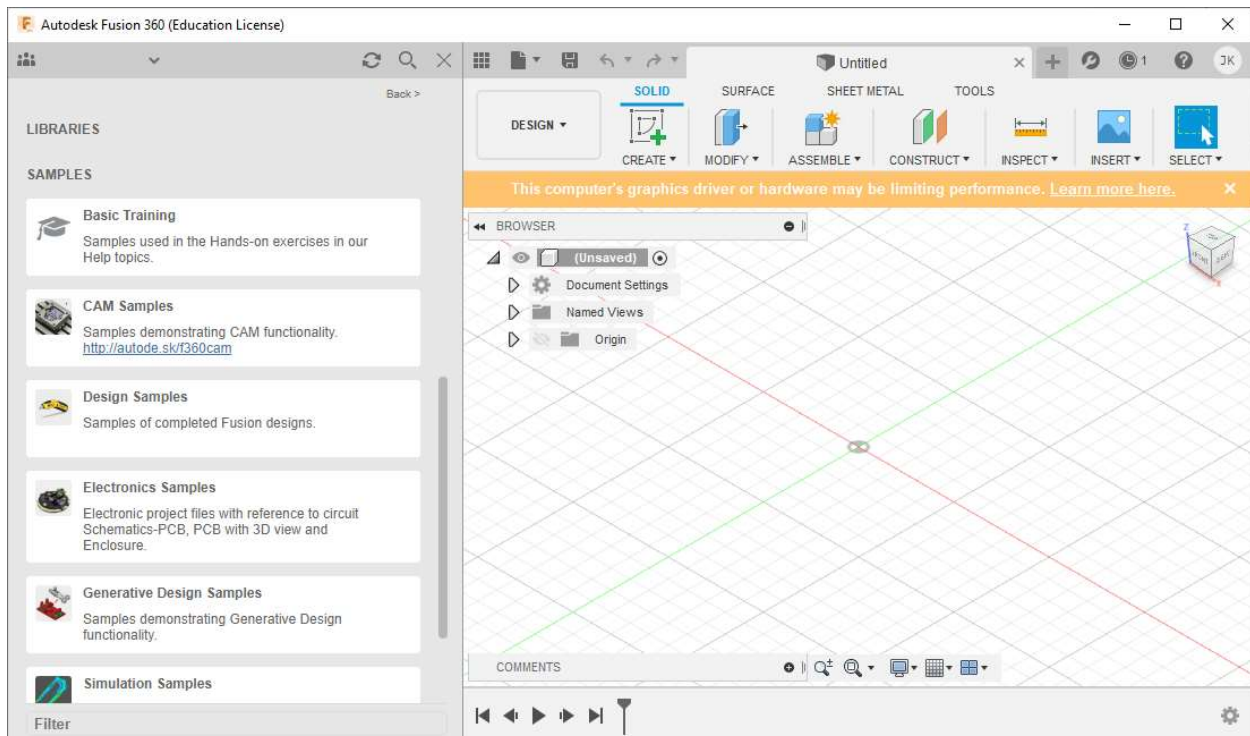 Autodesk Fusion 360 (Education License)
Back >
LIBRARIES
SAMPLES
Basic Training
Samples used in the Hands-on exercises in our
Help topics.
CAM Samples
Samples demonstrating CAM functionality.
http://autode.sk/f360cam
Design Samples
Samples of completed Fusion designs.
Electronics Samples
Electronic project files with reference to circuit
Schematics-PCB, PCB with 3D view and
Enclosure.
Generative Design Samples
Samples demonstrating Generative Design
functionality.
Simulation Samples
Filter
Untitled
1
JK
SOLID SURFACE SHEET METAL TOOLS
DESIGN
CREATE MODIFY ASSEMBLE CONSTRUCT INSPECT INSERT SELECT
This computer's graphics driver or hardware may be limiting performance. Learn more here.
BROWSER
(Unsaved)
Document Settings
Named Views
Origin
Z
X
COMMENTS